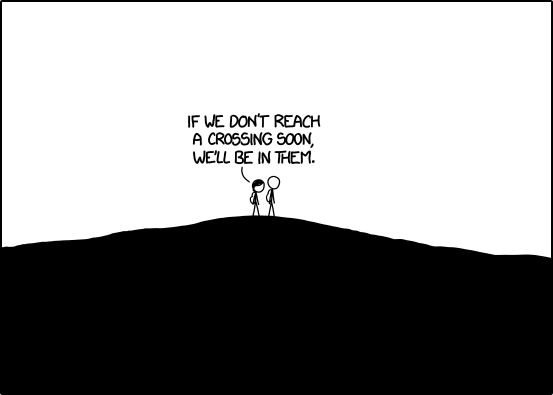 IF WE DON'T REACH
A CROSSING SOON,
WE'LL BE IN THEM.